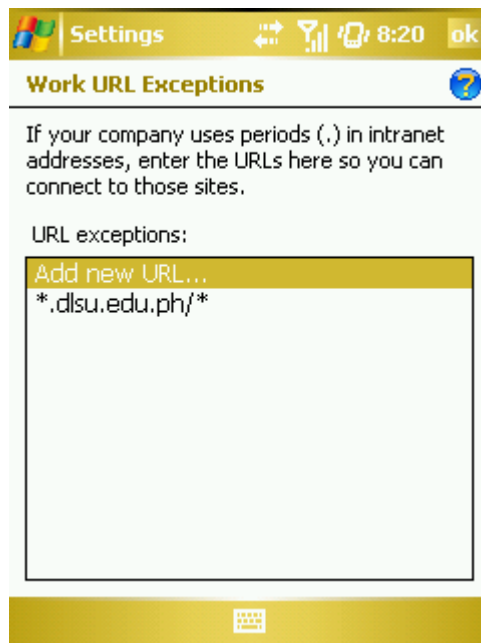 Settings 8:20 ok
Work URL Exceptions
If your company uses periods (.) in intranet
addresses, enter the URLs here so you can
connect to those sites.
URL exceptions:
Add new URL...
*.dlsu.edu.ph/*